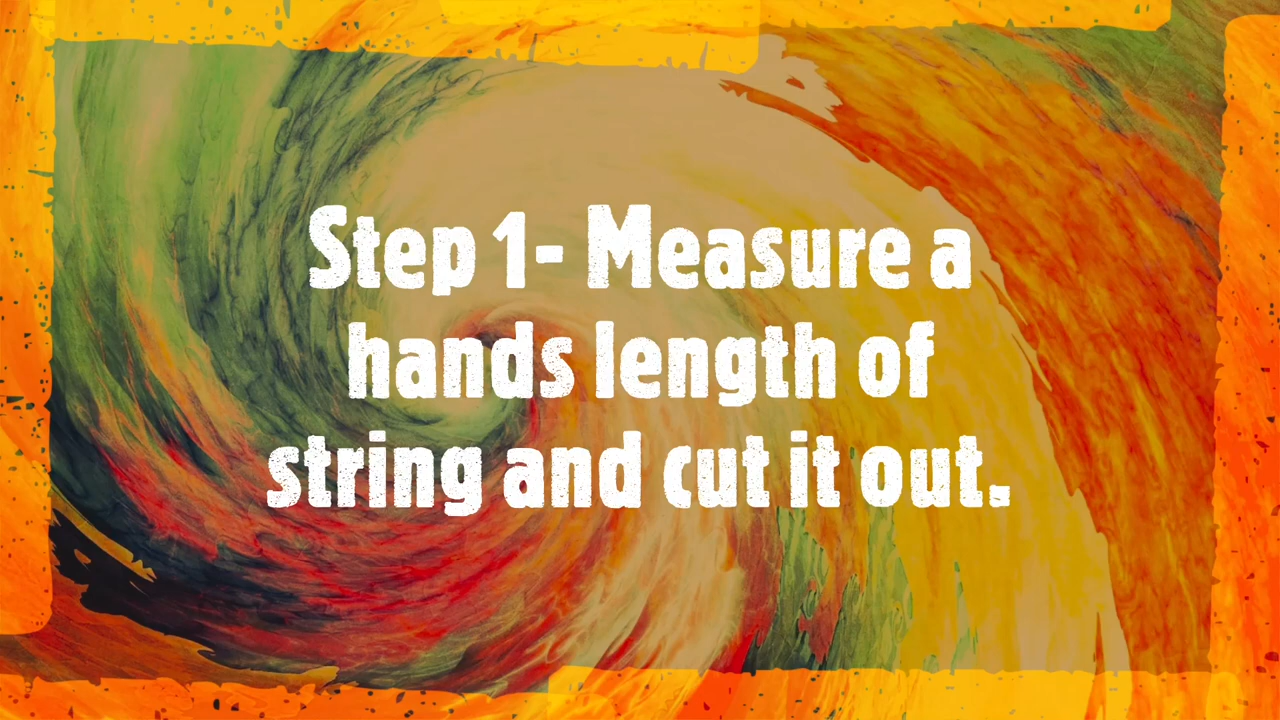 Step 1- Measure a
hands length of
string and cut it out.